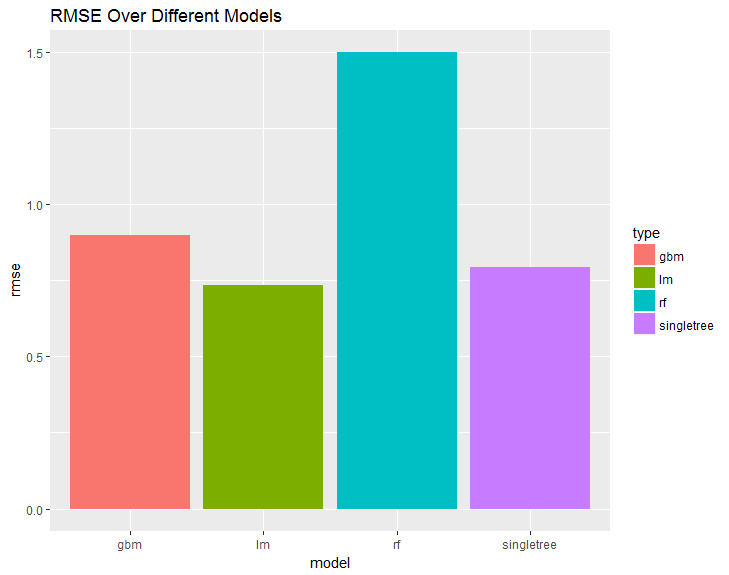 RMSE Over Different Models
rmse
1.5
1.0
0.5
0.0
gbm
lm
rf
singletree
model
type
gbm
lm
rf
singletree